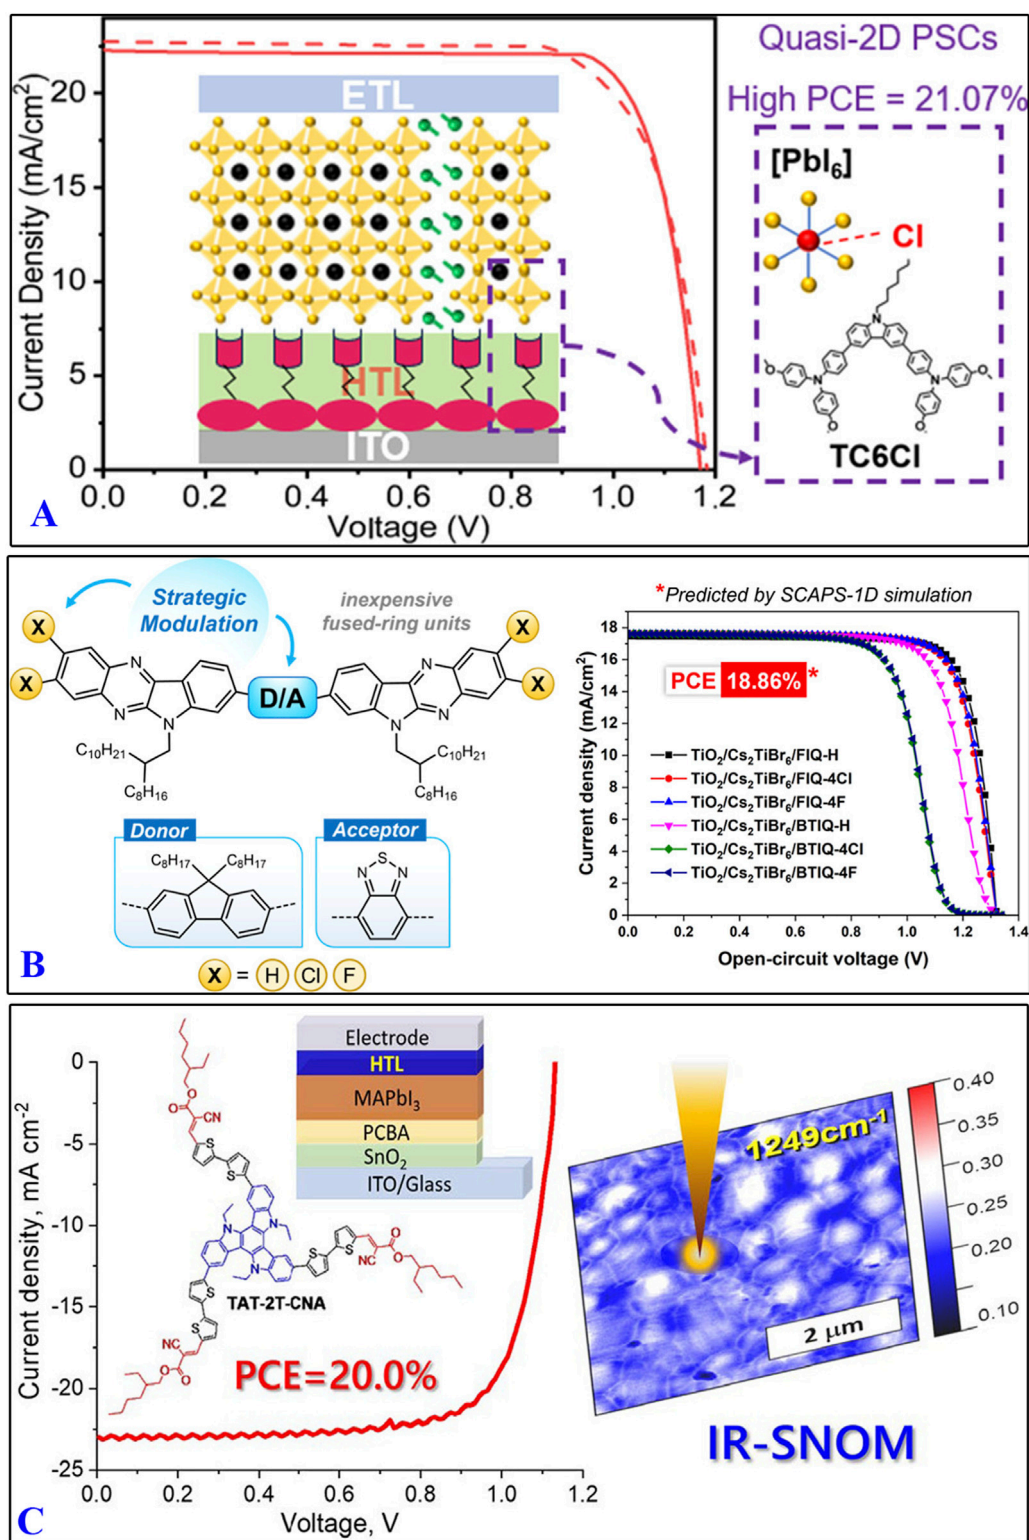 Quasi-2D PSCs
High PCE = 21.07%
ETL
HTL
ITO
[PbI6]
Cl
N
N
N
O
O
O
O
TC6Cl
Current Density (mA/cm²)
20
15
10
5
0
0.0 0.2 0.4 0.6 0.8 1.0 1.2
Voltage (V)
A
Strategic
Modulation
inexpensive
fused-ring units
X
X
X
X
D/A
N
N
N
N
N
N
C10H21
C8H16
C10H21
C8H16
Donor
C8H17 C8H17
Acceptor
S
N N
X = H Cl F
B
*Predicted by SCAPS-1D simulation
PCE 18.86% *
TiO2/Cs2TiBr6/FIQ-H
TiO2/Cs2TiBr6/FIQ-4Cl
TiO2/Cs2TiBr6/FIQ-4F
TiO2/Cs2TiBr6/BTIQ-H
TiO2/Cs2TiBr6/BTIQ-4Cl
TiO2/Cs2TiBr6/BTIQ-4F
Current density (mA/cm²)
18
16
14
12
10
8
6
4
2
0
0.0 0.2 0.4 0.6 0.8 1.0 1.2 1.4
Open-circuit voltage (V)
Electrode
HTL
MAPbI3
PCBA
SnO2
ITO/Glass
O
O
CN
S
S
N
N
N
S
S
O
O
CN
S
S
NC
O
O
TAT-2T-CNA
PCE=20.0%
Current density, mA cm-2
0
-5
-10
-15
-20
-25
0.0 0.2 0.4 0.6 0.8 1.0 1.2
Voltage, V
C
1249cm-1
2 μm
0.40
0.30
0.25
0.20
0.10
IR-SNOM